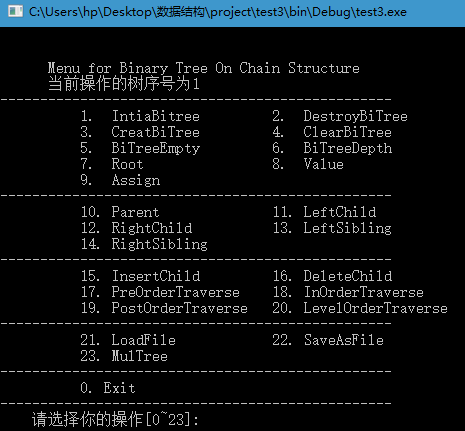 C:\Users\hp\Desktop\数据结构\project\test3\bin\Debug\test3.exe
Menu for Binary Tree On Chain Structure
当前操作的树序号为1
------------------------------------------------
1. IntiaBitree 2. DestroyBiTree
3. CreatBiTree 4. ClearBiTree
5. BiTreeEmpty 6. BiTreeDepth
7. Root 8. Value
9. Assign
------------------------------------------------
10. Parent 11. LeftChild
12. RightChild 13. LeftSibling
14. RightSibling
------------------------------------------------
15. InsertChild 16. DeleteChild
17. PreOrderTraverse 18. InOrderTraverse
19. PostOrderTraverse 20. LevelOrderTraverse
------------------------------------------------
21. LoadFile 22. SaveAsFile
23. MulTree
------------------------------------------------
0. Exit
------------------------------------------------
请选择你的操作[0~23]: